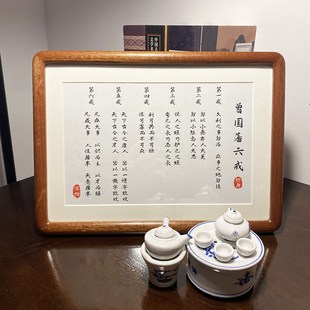 曾国藩六戒
第一戒
久利之事勿为 众争之地勿往
第二戒
勿以小恶弃人大美
勿以小怨忘人大恩
第三戒
说人之短乃护己之短
夸己之长乃忌人之长
第四戒
利可共而不可独
谋可寡而不可众
第五戒
天下古今之庸人 皆以一惰字致败
天下古今之才人 皆以一傲字致败
第六戒
凡办大事 以识为主 以才为辅
凡成大事 人谋居半 天意居半